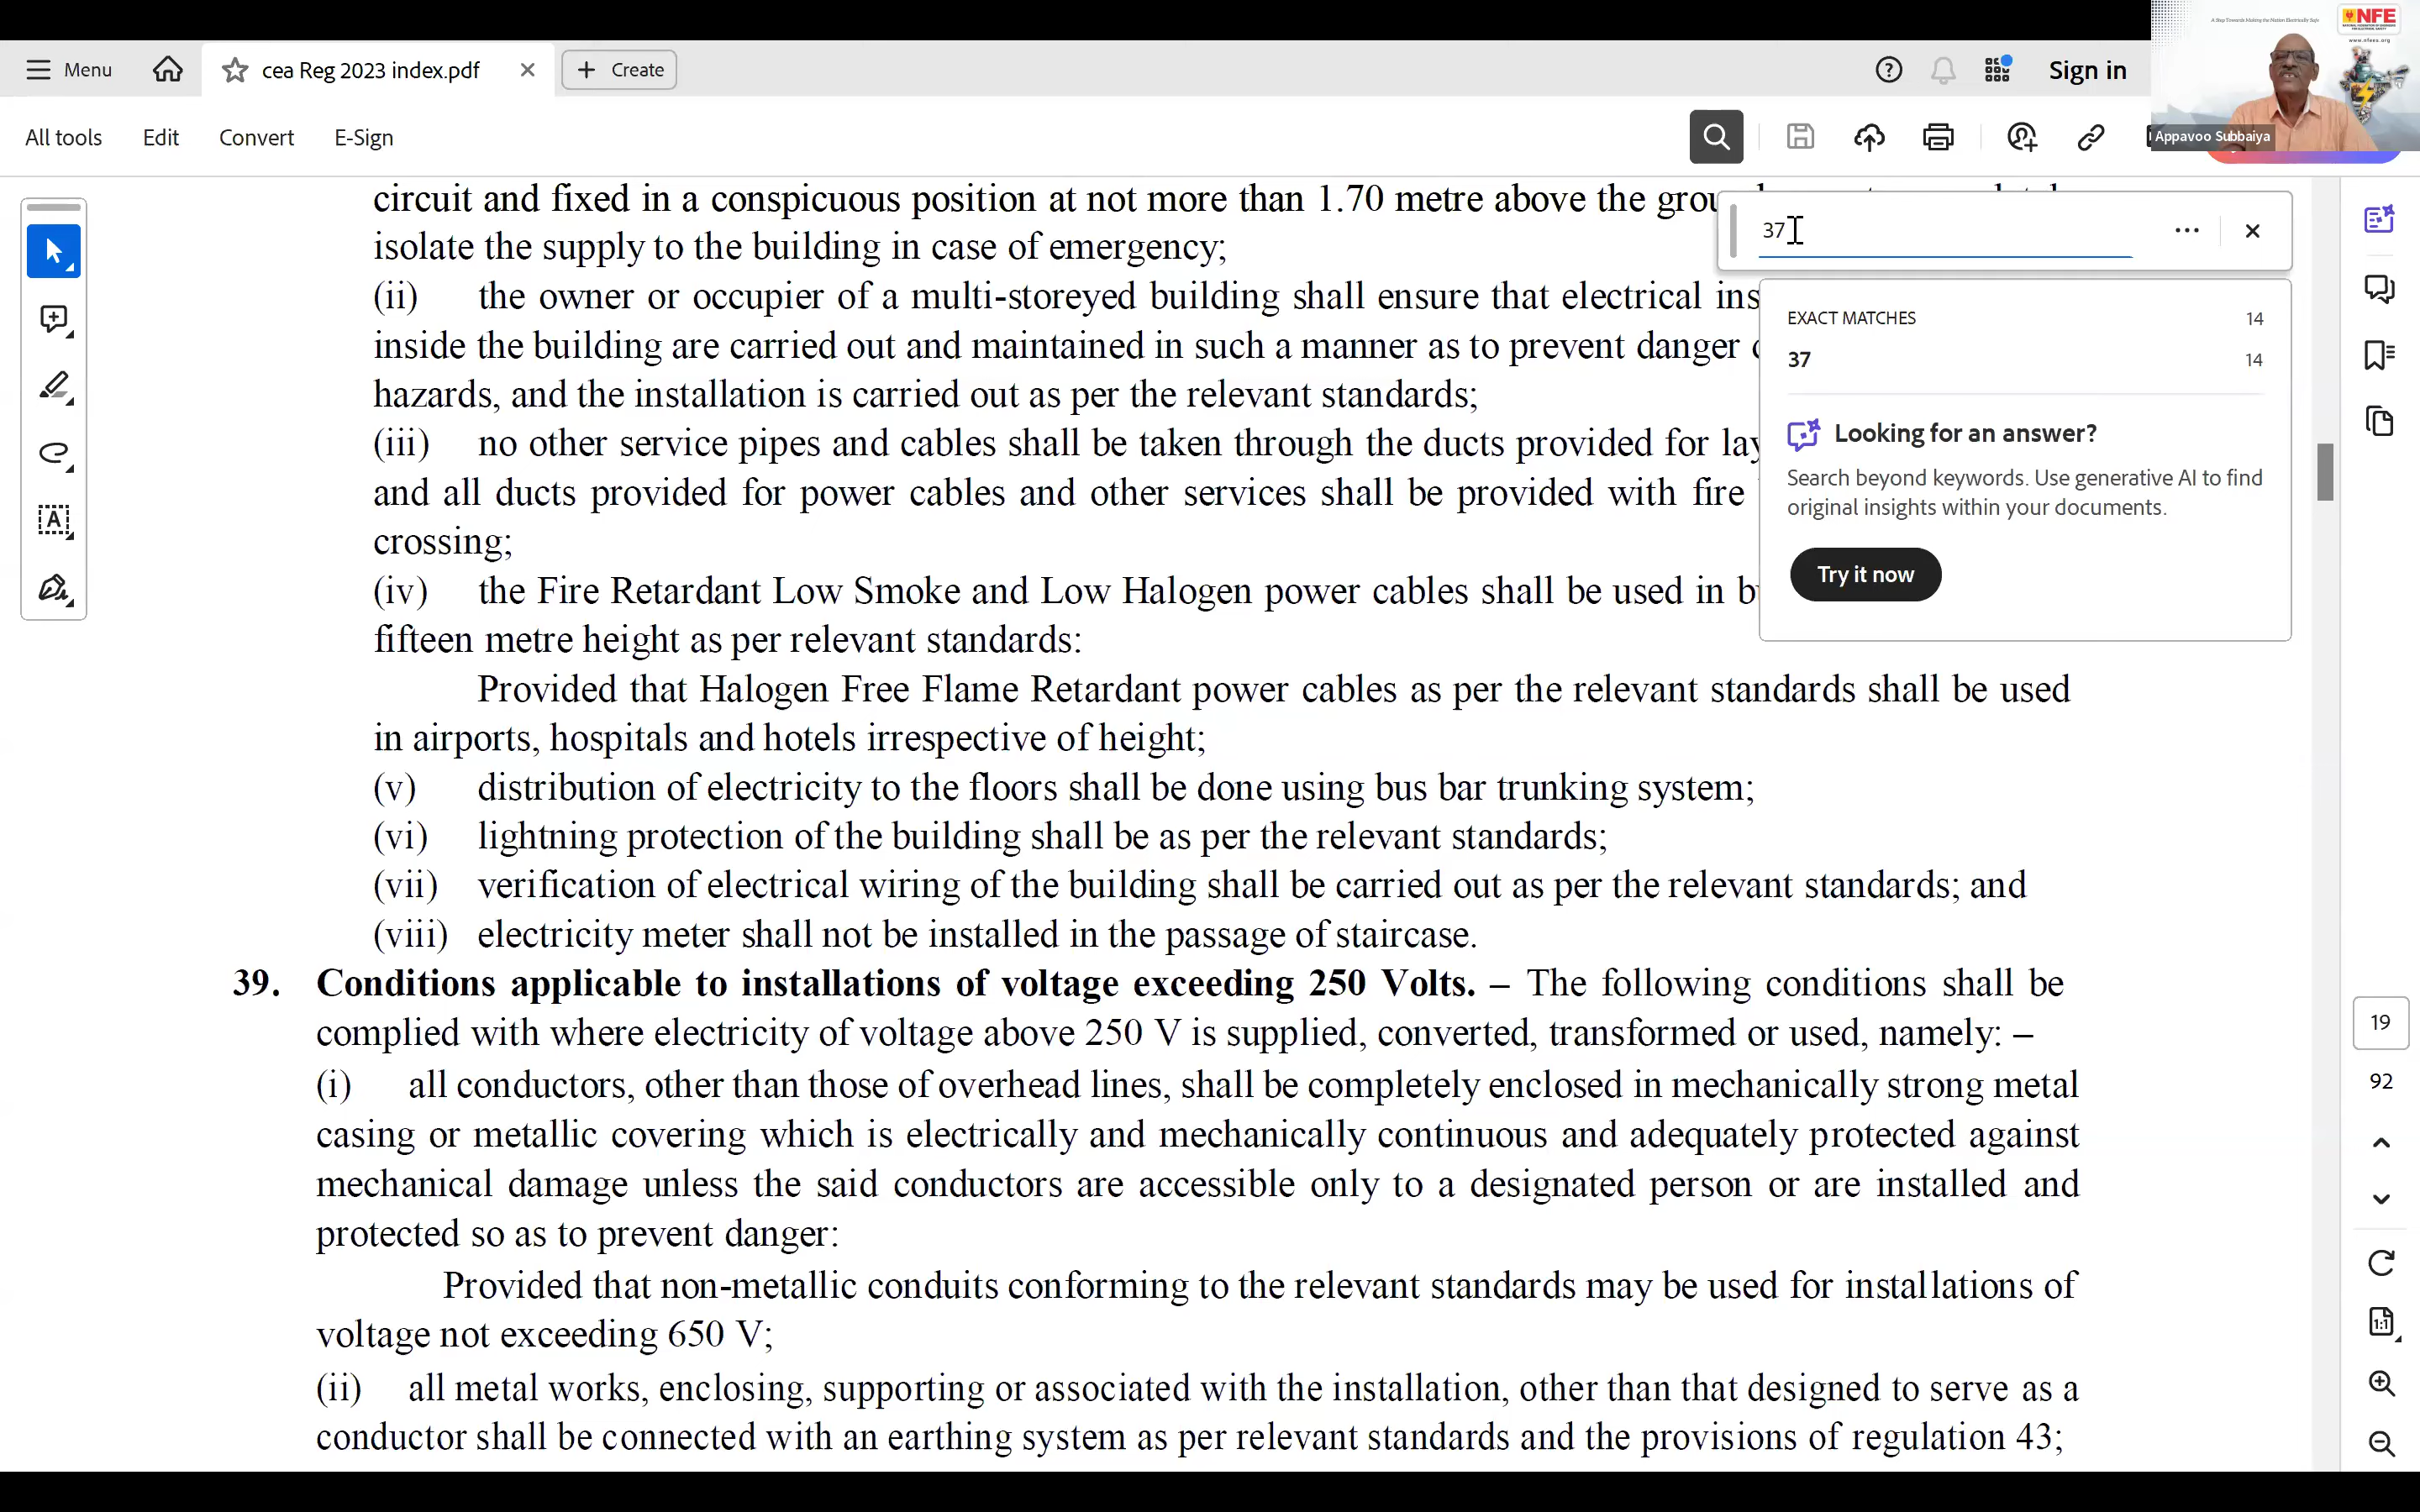 A Step Towards Making the Nation Electrically Safe
NFE
www.nfees.org
Menu
cea Reg 2023 index.pdf
Create
Sign in
All tools
Edit
Convert
E-Sign
Appavoo Subbaiya
circuit and fixed in a conspicuous position at not more than 1.70 metre above the
isolate the supply to the building in case of emergency;
(ii) the owner or occupier of a multi-storeyed building shall ensure that electrical
inside the building are carried out and maintained in such a manner as to prevent danger
hazards, and the installation is carried out as per the relevant standards;
(iii) no other service pipes and cables shall be taken through the ducts provided for
and all ducts provided for power cables and other services shall be provided with fire
crossing;
(iv) the Fire Retardant Low Smoke and Low Halogen power cables shall be used in
fifteen metre height as per relevant standards:
Provided that Halogen Free Flame Retardant power cables as per the relevant standards shall be used
in airports, hospitals and hotels irrespective of height;
(v) distribution of electricity to the floors shall be done using bus bar trunking system;
(vi) lightning protection of the building shall be as per the relevant standards;
(vii) verification of electrical wiring of the building shall be carried out as per the relevant standards; and
(viii) electricity meter shall not be installed in the passage of staircase.
39. Conditions applicable to installations of voltage exceeding 250 Volts. – The following conditions shall be
complied with where electricity of voltage above 250 V is supplied, converted, transformed or used, namely: –
(i) all conductors, other than those of overhead lines, shall be completely enclosed in mechanically strong metal
casing or metallic covering which is electrically and mechanically continuous and adequately protected against
mechanical damage unless the said conductors are accessible only to a designated person or are installed and
protected so as to prevent danger:
Provided that non-metallic conduits conforming to the relevant standards may be used for installations of
voltage not exceeding 650 V;
(ii) all metal works, enclosing, supporting or associated with the installation, other than that designed to serve as a
conductor shall be connected with an earthing system as per relevant standards and the provisions of regulation 43;
37
EXACT MATCHES 14
37 14
Looking for an answer?
Search beyond keywords. Use generative AI to find
original insights within your documents.
Try it now
19
92
1:1